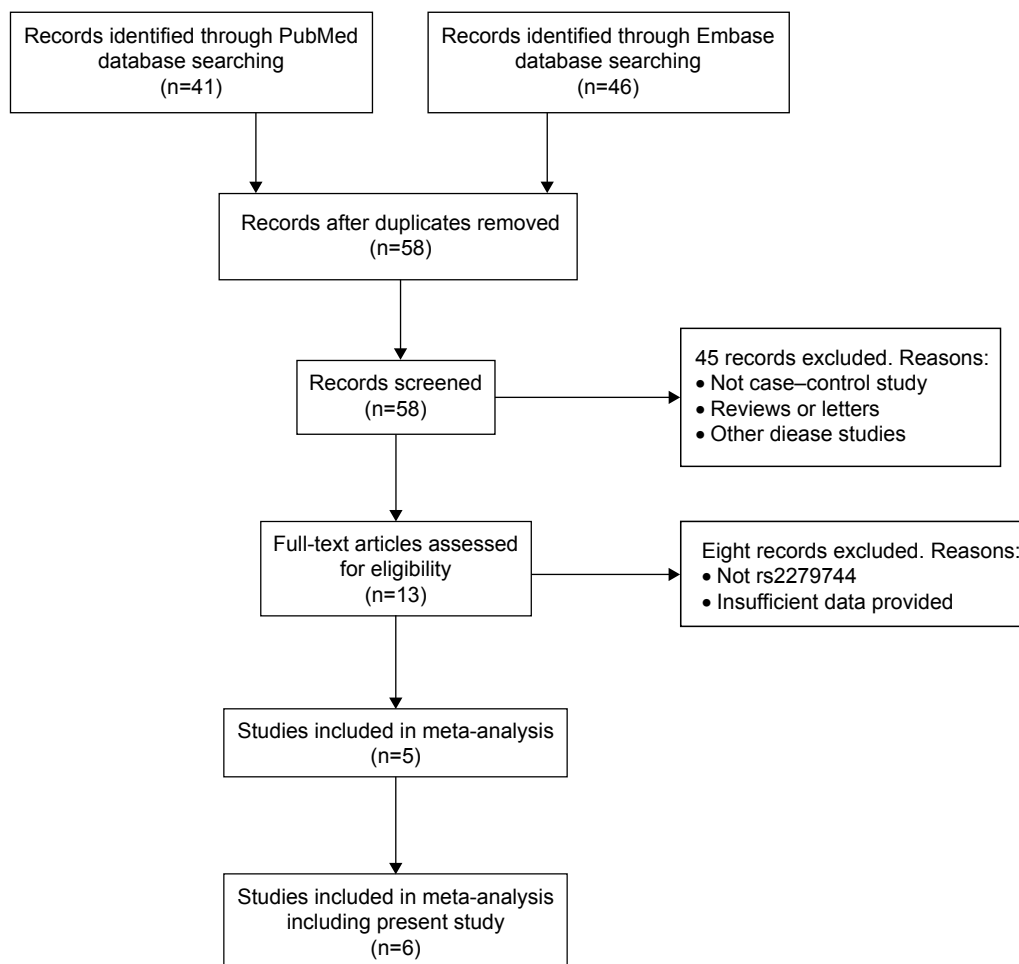 Records identified through PubMed
database searching
(n=41)
Records identified through Embase
database searching
(n=46)
Records after duplicates removed
(n=58)
Records screened
(n=58)
45 records excluded. Reasons:
• Not case–control study
• Reviews or letters
• Other diease studies
Full-text articles assessed
for eligibility
(n=13)
Eight records excluded. Reasons:
• Not rs2279744
• Insufficient data provided
Studies included in meta-analysis
(n=5)
Studies included in meta-analysis
including present study
(n=6)